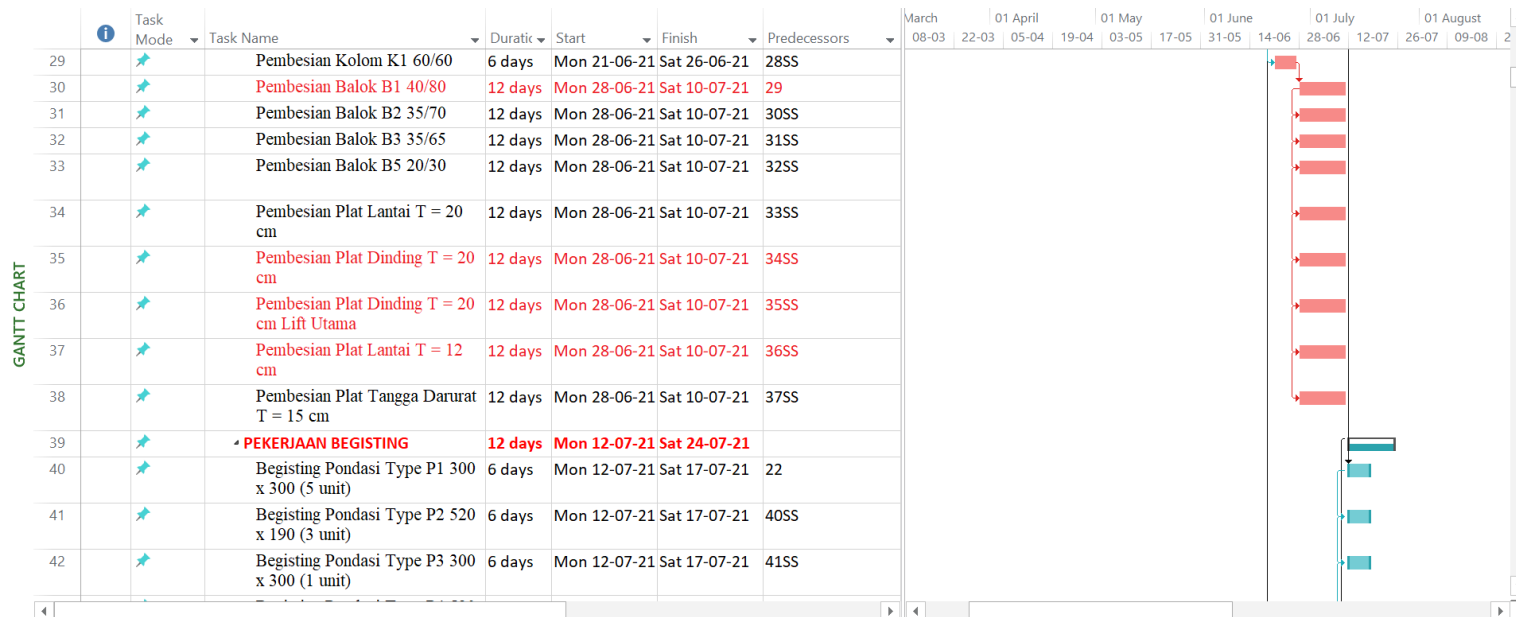 Task
Mode
Task Name
Duratic
Start
Finish
Predecessors
March
01 April
01 May
01 June
01 July
01 August
08-03
22-03
05-04
19-04
03-05
17-05
31-05
14-06
28-06
12-07
26-07
09-08
2
GANTT CHART
29 Pembesian Kolom K1 60/60 6 days Mon 21-06-21 Sat 26-06-21 28SS
30 Pembesian Balok B1 40/80 12 days Mon 28-06-21 Sat 10-07-21 29
31 Pembesian Balok B2 35/70 12 days Mon 28-06-21 Sat 10-07-21 30SS
32 Pembesian Balok B3 35/65 12 days Mon 28-06-21 Sat 10-07-21 31SS
33 Pembesian Balok B5 20/30 12 days Mon 28-06-21 Sat 10-07-21 32SS
34 Pembesian Plat Lantai T = 20 12 days Mon 28-06-21 Sat 10-07-21 33SS
cm
35 Pembesian Plat Dinding T = 20 12 days Mon 28-06-21 Sat 10-07-21 34SS
cm
36 Pembesian Plat Dinding T = 20 12 days Mon 28-06-21 Sat 10-07-21 35SS
cm Lift Utama
37 Pembesian Plat Lantai T = 12 12 days Mon 28-06-21 Sat 10-07-21 36SS
cm
38 Pembesian Plat Tangga Darurat 12 days Mon 28-06-21 Sat 10-07-21 37SS
T = 15 cm
39 PEKERJAAN BEGISTING 12 days Mon 12-07-21 Sat 24-07-21
40 Begisting Pondasi Type P1 300 6 days Mon 12-07-21 Sat 17-07-21 22
x 300 (5 unit)
41 Begisting Pondasi Type P2 520 6 days Mon 12-07-21 Sat 17-07-21 40SS
x 190 (3 unit)
42 Begisting Pondasi Type P3 300 6 days Mon 12-07-21 Sat 17-07-21 41SS
x 300 (1 unit)